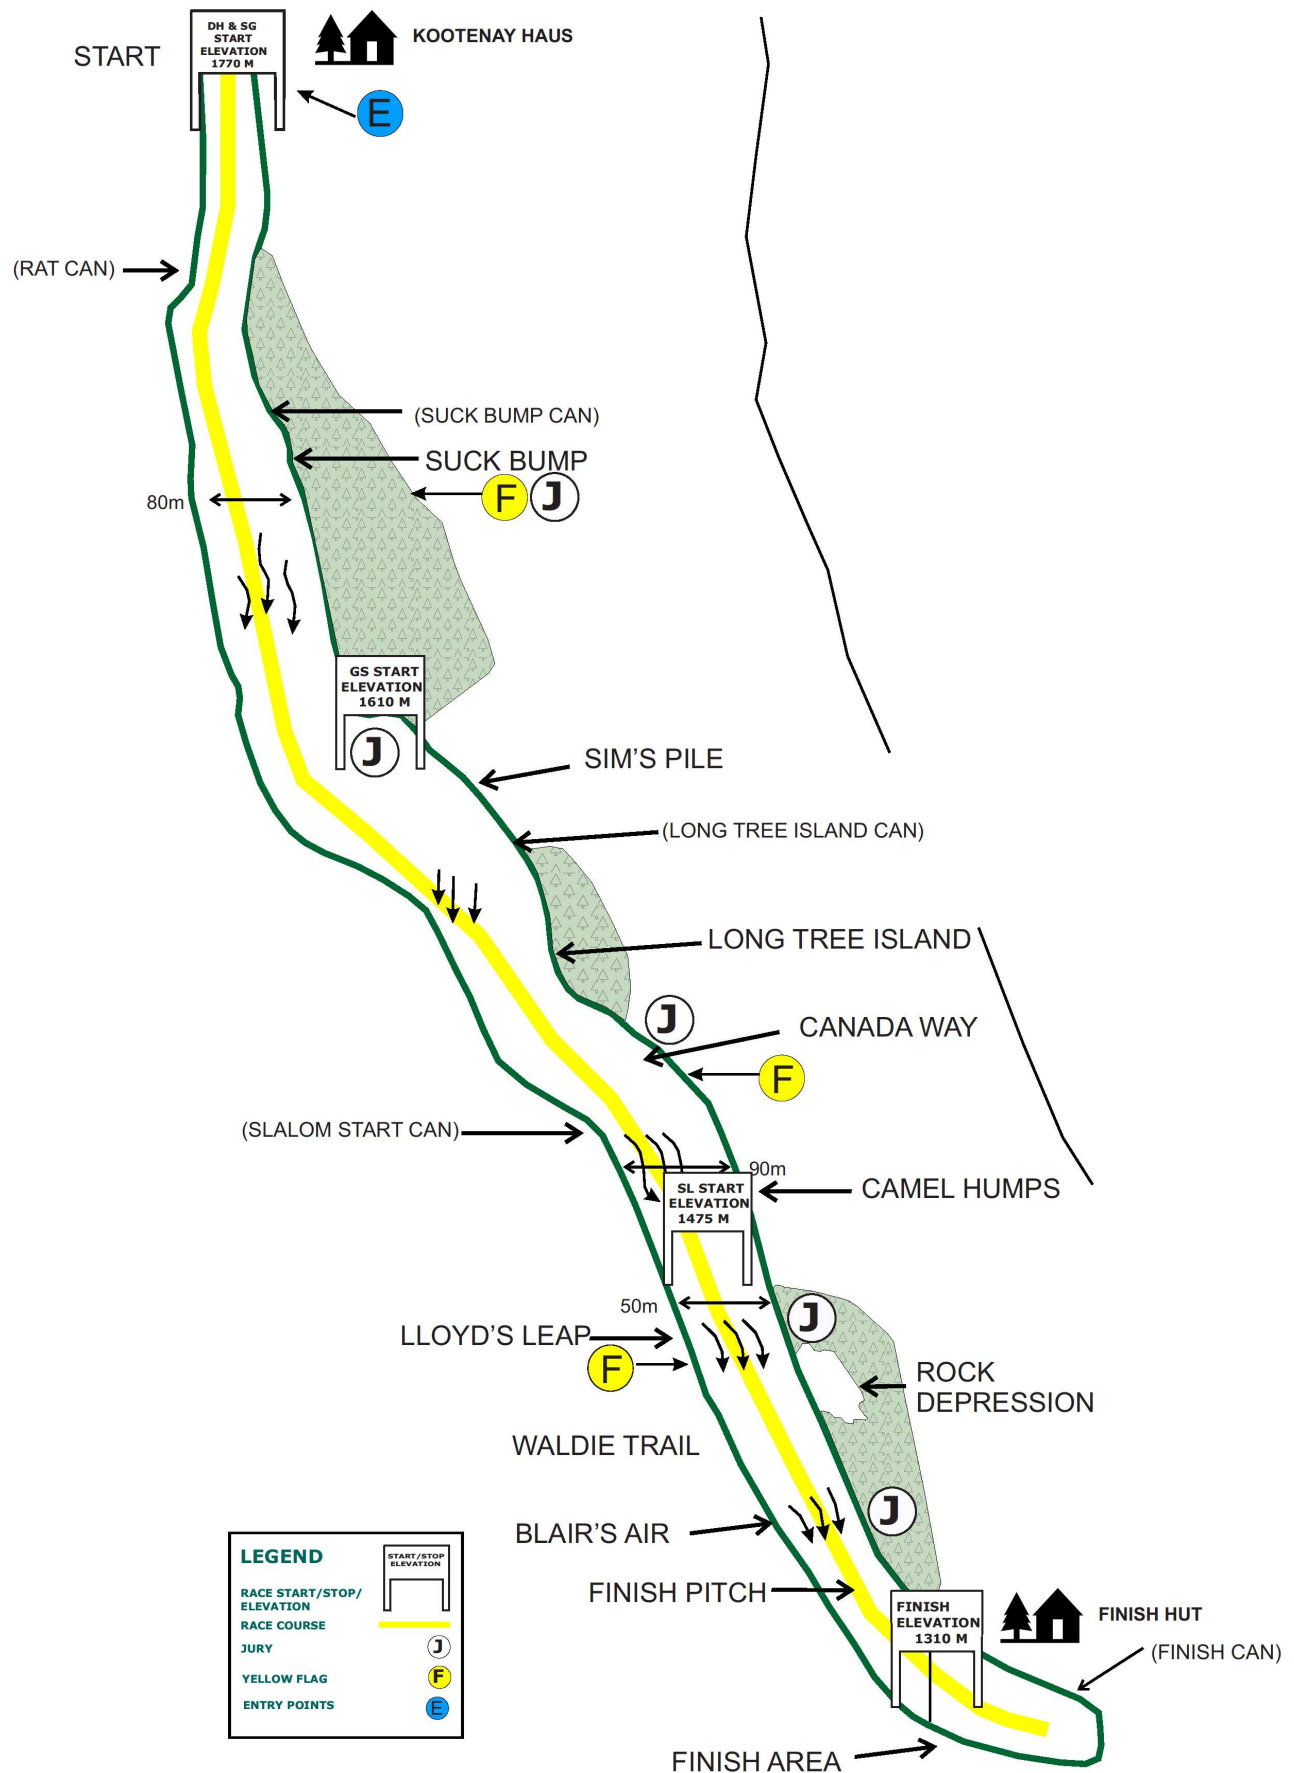 START
DH & SG
START
ELEVATION
1770 M
KOOTENAY HAUS
E
(RAT CAN)
(SUCK BUMP CAN)
SUCK BUMP
F
J
80m
GS START
ELEVATION
1610 M
J
SIM'S PILE
(LONG TREE ISLAND CAN)
LONG TREE ISLAND
J
CANADA WAY
F
(SLALOM START CAN)
90m
SL START
ELEVATION
1475 M
CAMEL HUMPS
50m
J
LLOYD'S LEAP
F
ROCK
DEPRESSION
WALDIE TRAIL
J
BLAIR'S AIR
FINISH PITCH
FINISH
ELEVATION
1310 M
FINISH HUT
(FINISH CAN)
FINISH AREA
LEGEND
START/STOP
ELEVATION
RACE START/STOP/
ELEVATION
RACE COURSE
JURY
J
YELLOW FLAG
F
ENTRY POINTS
E